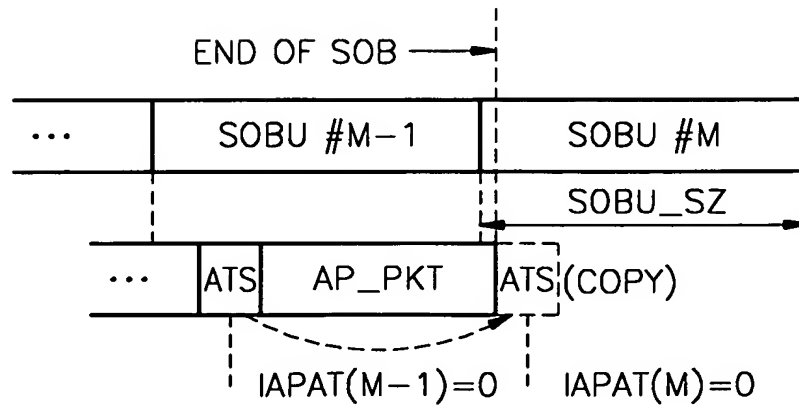 END OF SOB
... SOBU #M-1 SOBU #M
SOBU_SZ
... ATS AP_PKT ATS (COPY)
IAPAT(M-1)=0 IAPAT(M)=0